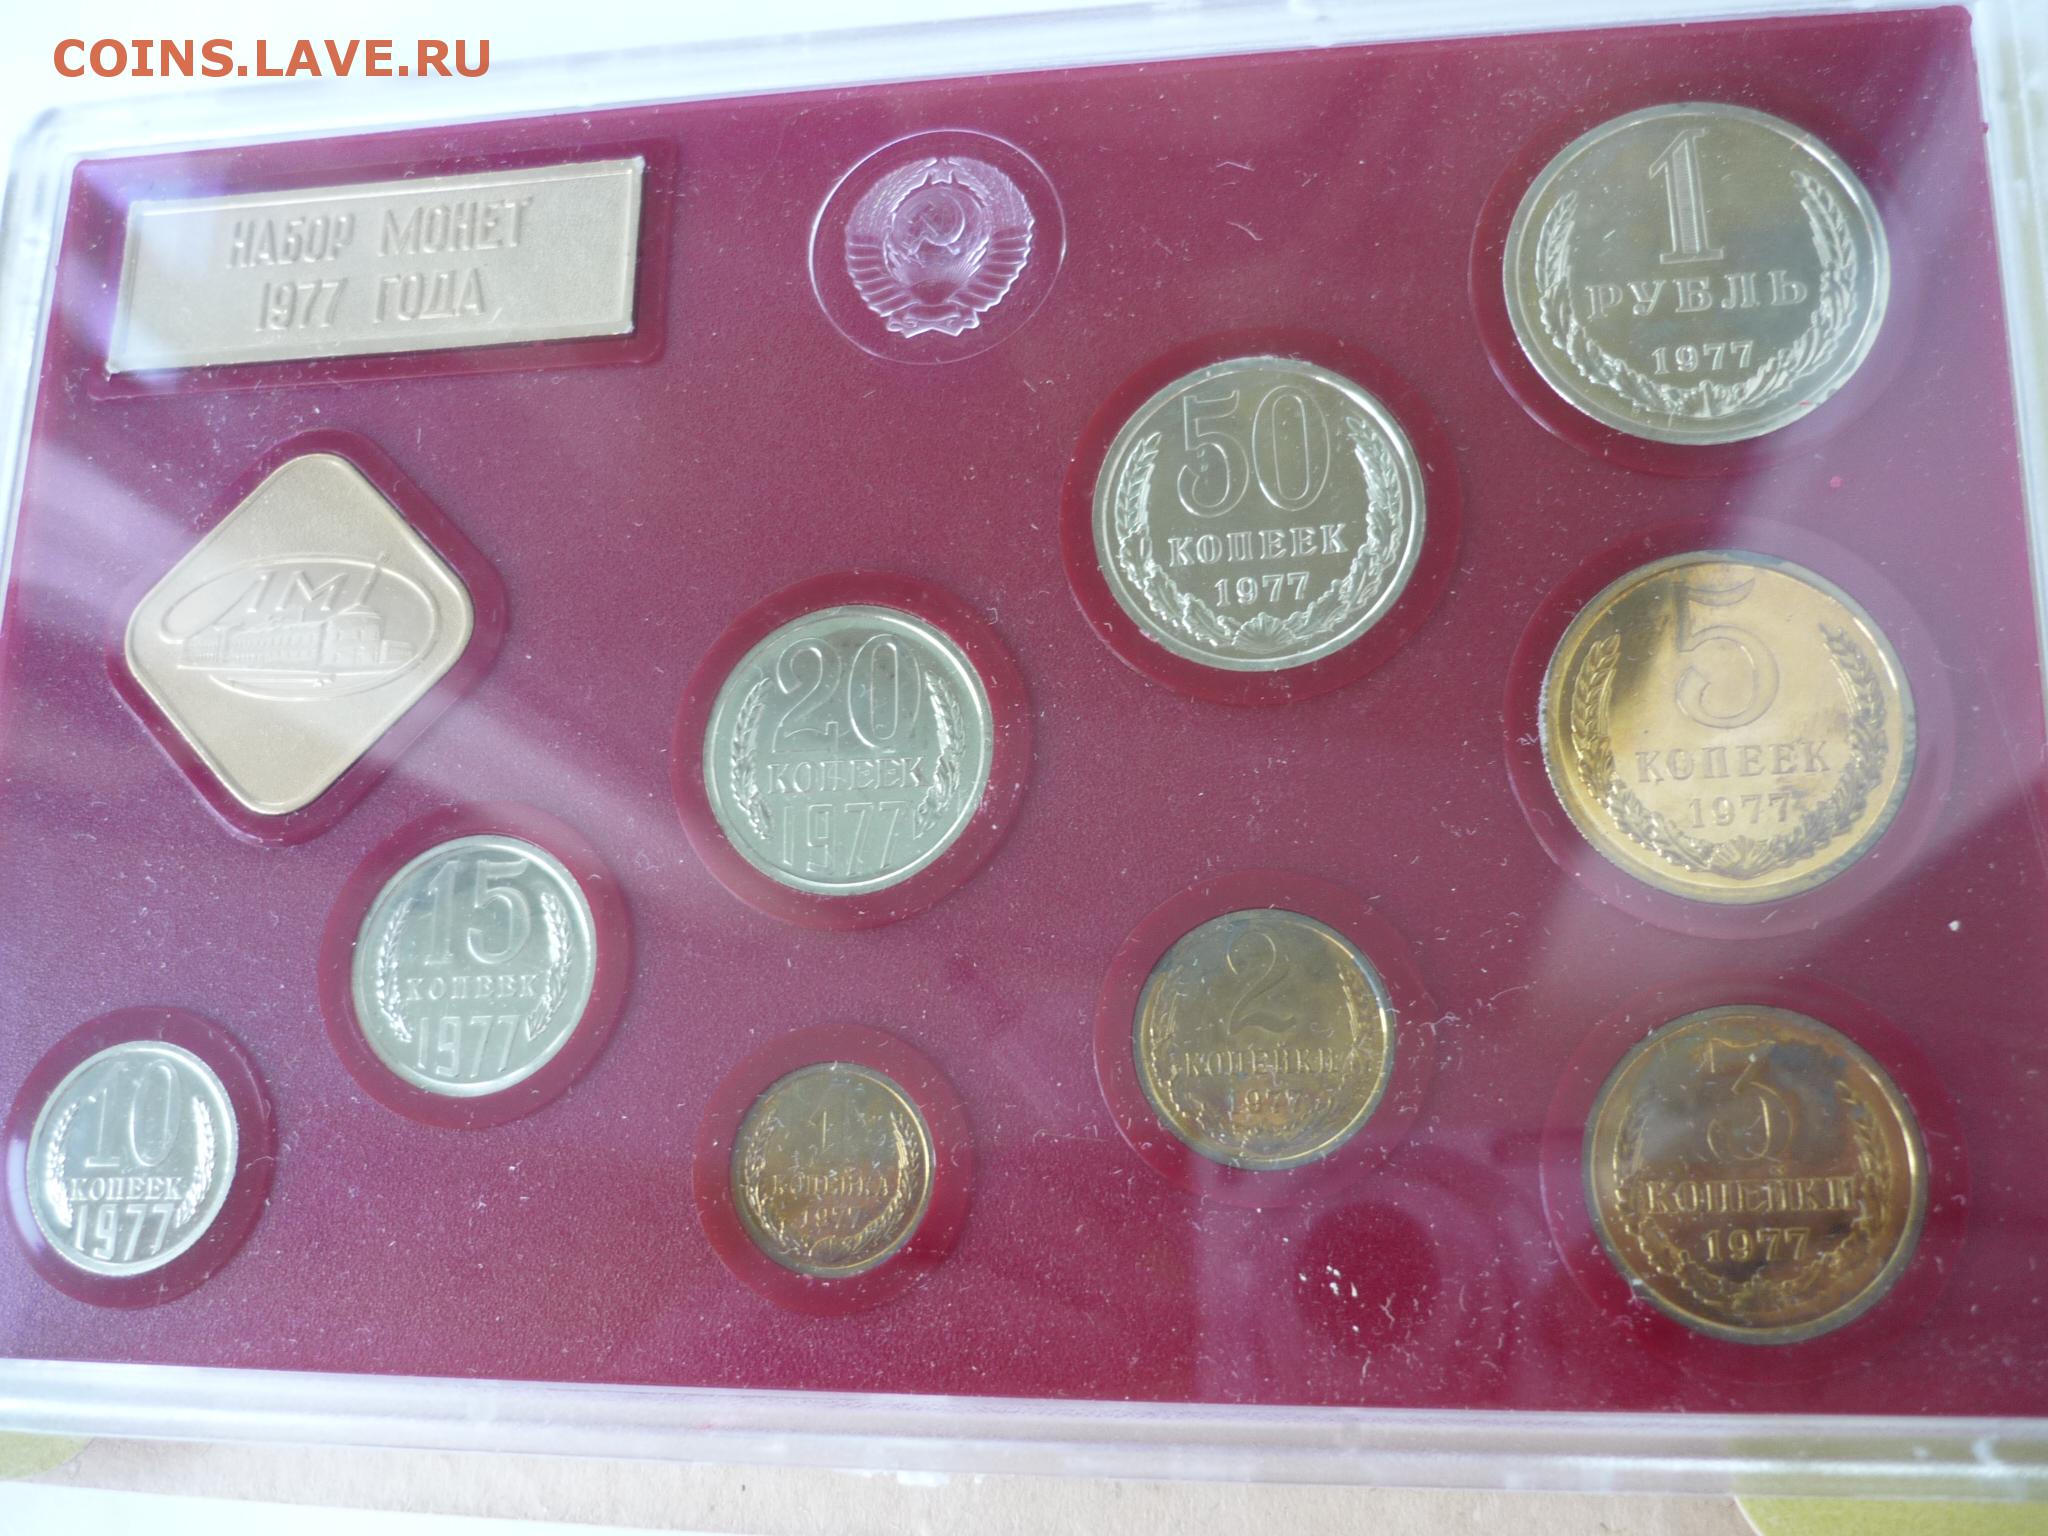 COINS.LAVE.RU
НАБОР МОНЕТ
1977 ГОДА
1
РУБЛЬ
1977
50
КОПЕЕК
1977
ЛМД
5
КОПЕЕК
1977
20
КОПЕЕК
1977
15
КОПЕЕК
1977
2
КОПЕЙКИ
1977
3
КОПЕЙКИ
1977
10
КОПЕЕК
1977
1
КОПЕЙКА
1977